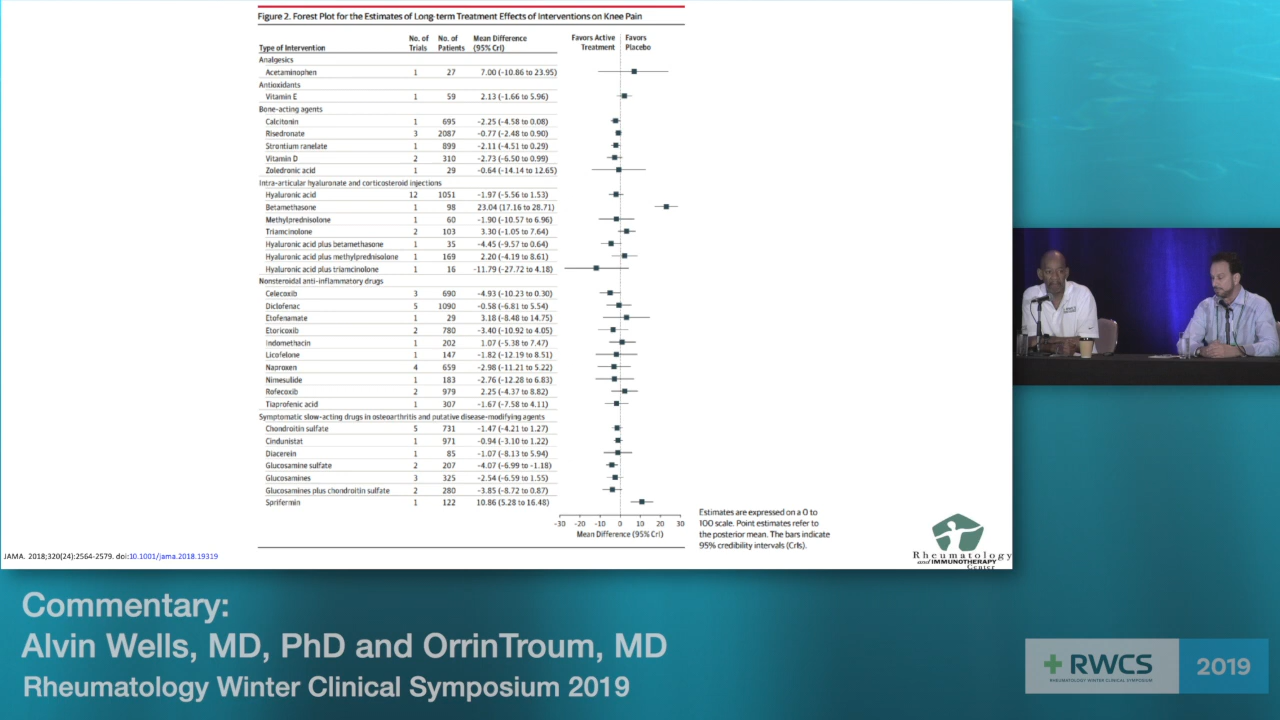 Figure 2. Forest Plot for the Estimates of Long-term Treatment Effects of Interventions on Knee Pain
Type of Intervention No. of Trials No. of Patients Mean Difference (95% CrI) Favors Active Treatment Favors Placebo
Analgesics
Acetaminophen 1 27 7.00 (-10.86 to 23.95)
Antioxidants
Vitamin E 1 59 2.13 (-1.66 to 5.96)
Bone-acting agents
Calcitonin 1 695 -2.25 (-4.58 to 0.08)
Risedronate 3 2087 -0.77 (-2.48 to 0.90)
Strontium ranelate 1 899 -2.11 (-4.51 to 0.29)
Vitamin D 2 310 -2.73 (-6.50 to 0.99)
Zoledronic acid 1 29 -0.64 (-14.14 to 12.65)
Intra-articular hyaluronate and corticosteroid injections
Hyaluronic acid 12 1051 -1.97 (-5.56 to 1.53)
Betamethasone 1 98 23.04 (17.16 to 28.71)
Methylprednisolone 1 60 -1.90 (-10.57 to 6.96)
Triamcinolone 2 103 3.30 (-1.05 to 7.64)
Hyaluronic acid plus betamethasone 1 35 -4.45 (-9.57 to 0.64)
Hyaluronic acid plus methylprednisolone 1 169 2.20 (-4.19 to 8.61)
Hyaluronic acid plus triamcinolone 1 16 -11.79 (-27.72 to 4.18)
Nonsteroidal anti-inflammatory drugs
Celecoxib 3 690 -4.93 (-10.23 to 0.30)
Diclofenac 5 1090 -0.58 (-6.81 to 5.54)
Etofenamate 1 29 3.18 (-8.48 to 14.75)
Etoricoxib 2 780 -3.40 (-10.92 to 4.05)
Indomethacin 1 202 1.07 (-5.38 to 7.47)
Licofelone 1 147 -1.82 (-12.19 to 8.51)
Naproxen 4 659 -2.98 (-11.21 to 5.22)
Nimesulide 1 183 -2.76 (-12.28 to 6.83)
Rofecoxib 2 979 2.25 (-4.37 to 8.82)
Tiaprofenic acid 1 307 -1.67 (-7.58 to 4.11)
Symptomatic slow-acting drugs in osteoarthritis and putative disease-modifying agents
Chondroitin sulfate 5 731 -1.47 (-4.21 to 1.27)
Cindunistat 1 971 -0.94 (-3.10 to 1.22)
Diacerein 1 85 -1.07 (-8.13 to 5.94)
Glucosamine sulfate 2 207 -4.07 (-6.99 to -1.18)
Glucosamines 3 325 -2.54 (-6.59 to 1.55)
Glucosamines plus chondroitin sulfate 2 280 -3.85 (-8.72 to 0.87)
Sprifermin 1 122 10.86 (5.28 to 16.48)
-30 -20 -10 0 10 20 30
Mean Difference (95% CrI)
Estimates are expressed on a 0 to
100 scale. Point estimates refer to
the posterior mean. The bars indicate
95% credibility intervals (CrIs).
JAMA. 2018;320(24):2564-2579. doi:10.1001/jama.2018.19319
Rheumatology
and IMMUNOTHERAPY
Center
Commentary:
Alvin Wells, MD, PhD and OrrinTroum, MD
Rheumatology Winter Clinical Symposium 2019
RWCS
RHEUMATOLOGY WINTER CLINICAL SYMPOSIUM
2019